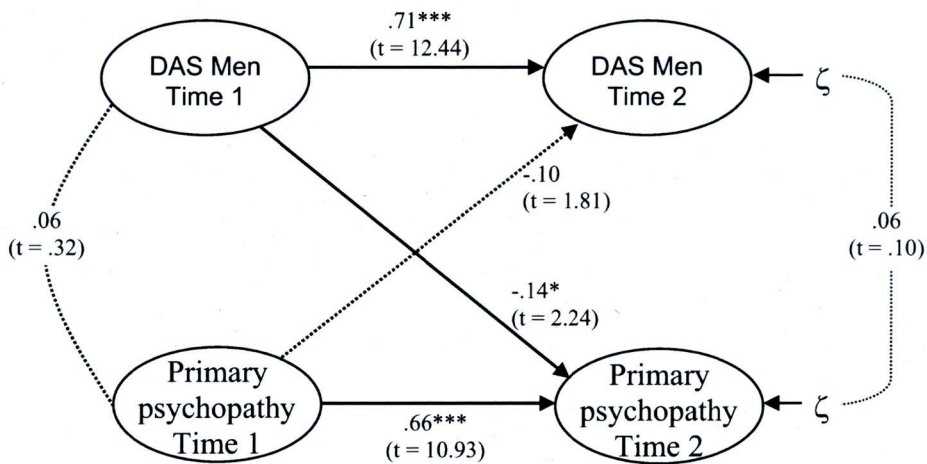 .71***
(t = 12.44)
DAS Men
Time 1
DAS Men
Time 2
ζ
-.10
(t = 1.81)
.06
(t = .32)
.06
(t = .10)
-.14*
(t = 2.24)
Primary
psychopathy
Time 1
.66***
(t = 10.93)
Primary
psychopathy
Time 2
ζ